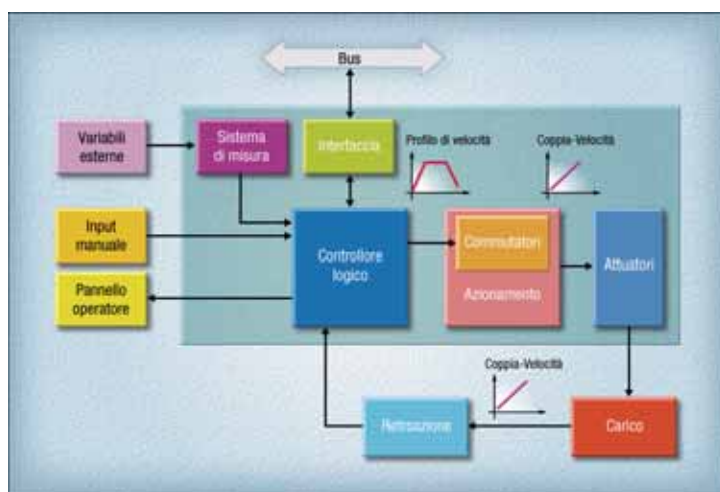 Bus
Variabili
esterne
Sistema
di misura
Interfaccia
Profilo di velocità
Coppia-Velocità
Input
manuale
Controllore
logico
Commutatori
Azionamento
Attuatori
Pannello
operatore
Coppia-Velocità
Retroazione
Carico